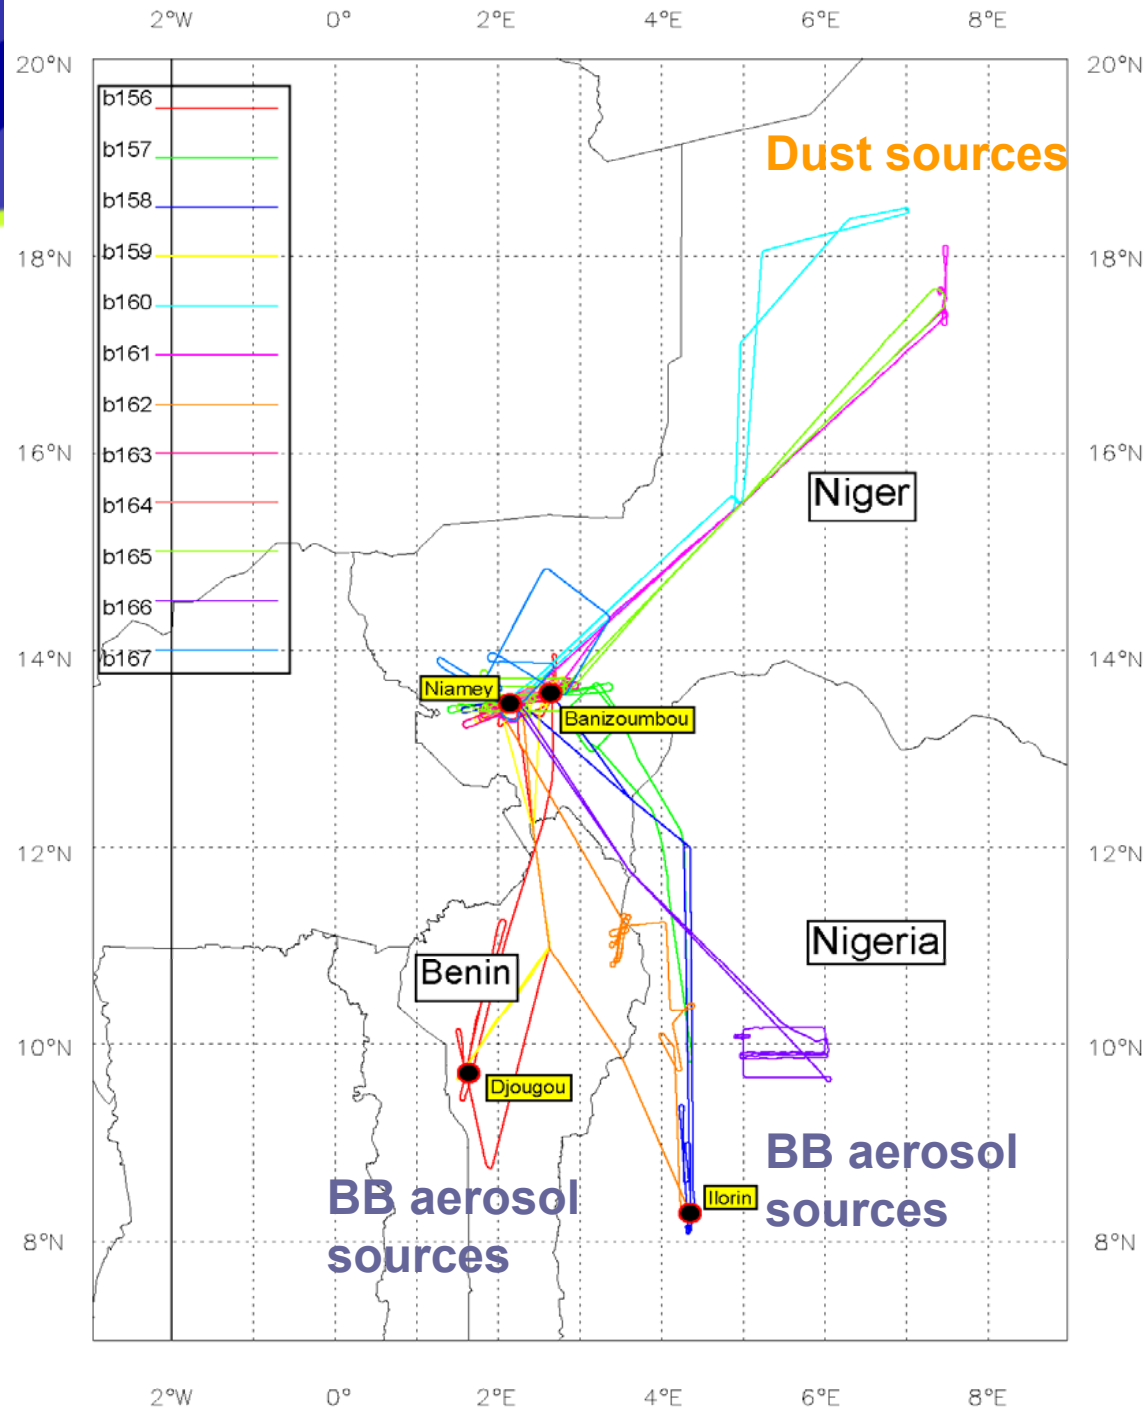 2°W 0° 2°E 4°E 6°E 8°E
20°N 20°N
b156
b157
b158
b159
b160
b161
b162
b163
b164
b165
b166
b167
Dust sources
18°N 18°N
16°N 16°N
Niger
14°N 14°N
Niamey
Banizoumbou
12°N 12°N
Nigeria
Benin
10°N 10°N
Djougou
BB aerosol
sources
Ilorin
BB aerosol
sources
8°N 8°N
2°W 0° 2°E 4°E 6°E 8°E